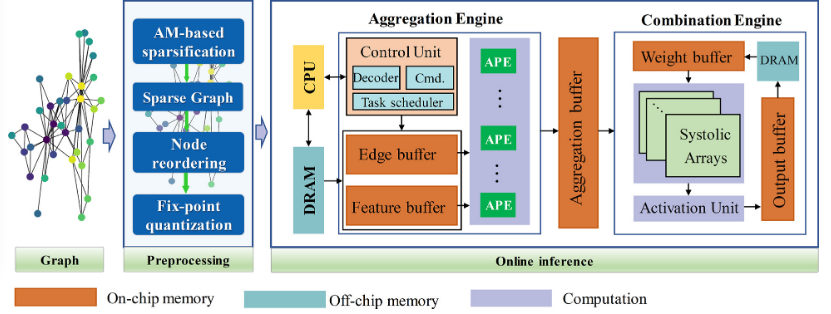 Aggregation Engine
Combination Engine
AM-based
sparsification
Sparse Graph
Node
reordering
Fix-point
quantization
CPU
DRAM
Control Unit
Decoder
Cmd.
Task scheduler
Edge buffer
Feature buffer
APE
APE
APE
Aggregation buffer
Weight buffer
DRAM
Systolic
Arrays
Activation Unit
Output buffer
Graph
Preprocessing
Online inference
On-chip memory
Off-chip memory
Computation